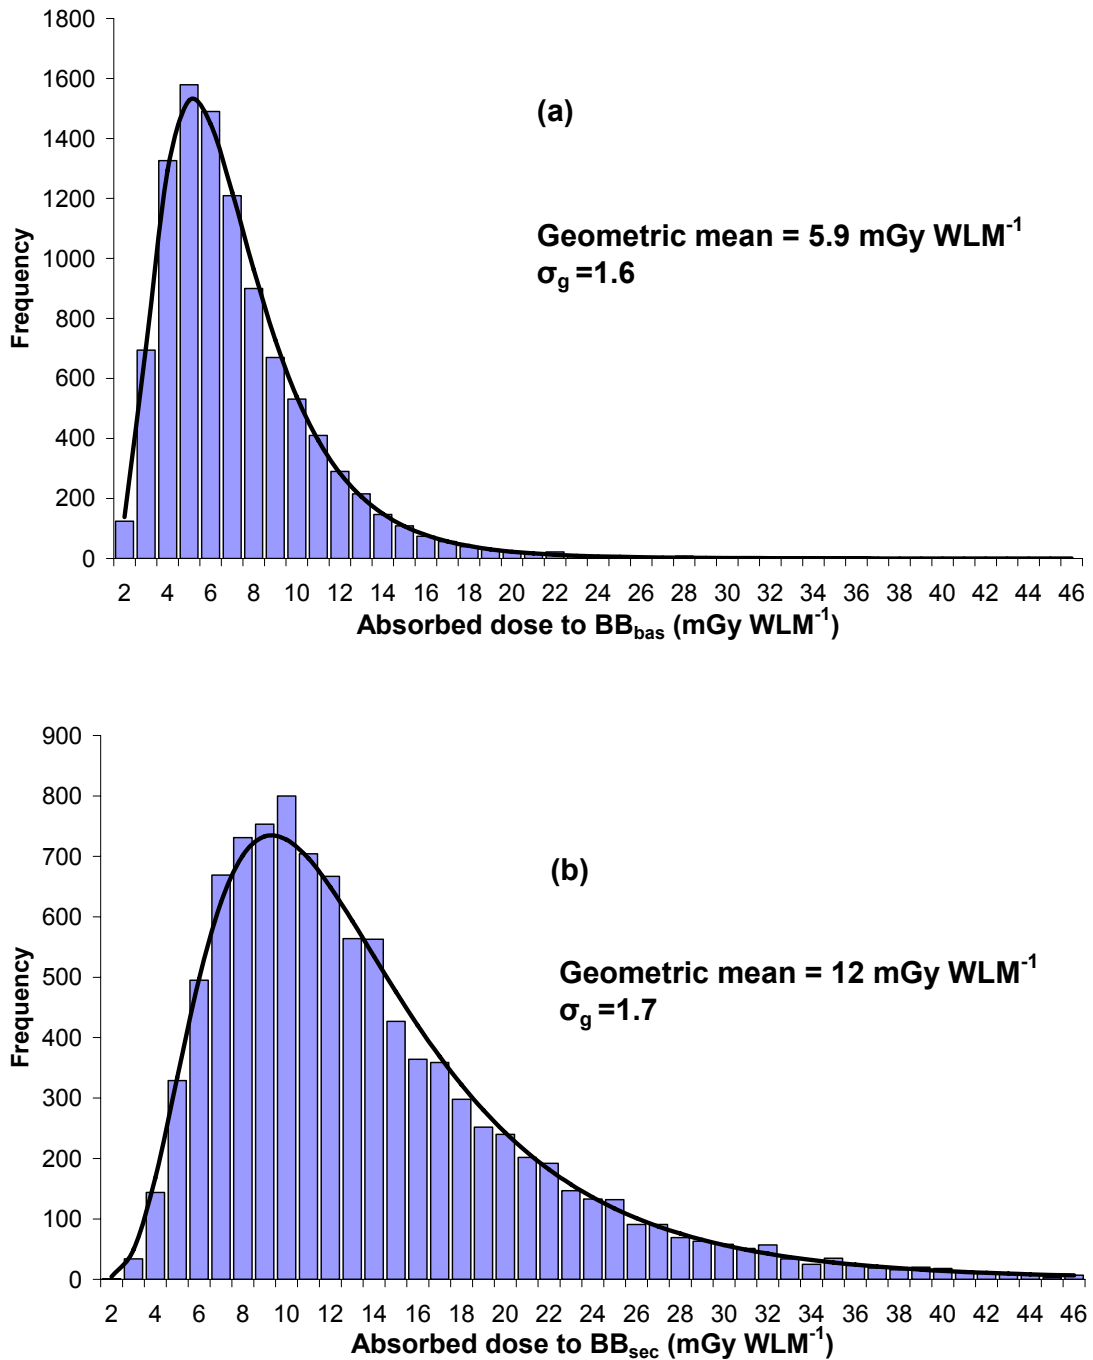 1800
1600
1400
1200
1000
800
600
400
200
0
Frequency
(a)
Geometric mean = 5.9 mGy WLM⁻¹
σg =1.6
2 4 6 8 10 12 14 16 18 20 22 24 26 28 30 32 34 36 38 40 42 44 46
Absorbed dose to BBbas (mGy WLM⁻¹)
900
800
700
600
500
400
300
200
100
0
Frequency
(b)
Geometric mean = 12 mGy WLM⁻¹
σg =1.7
2 4 6 8 10 12 14 16 18 20 22 24 26 28 30 32 34 36 38 40 42 44 46
Absorbed dose to BBsec (mGy WLM⁻¹)